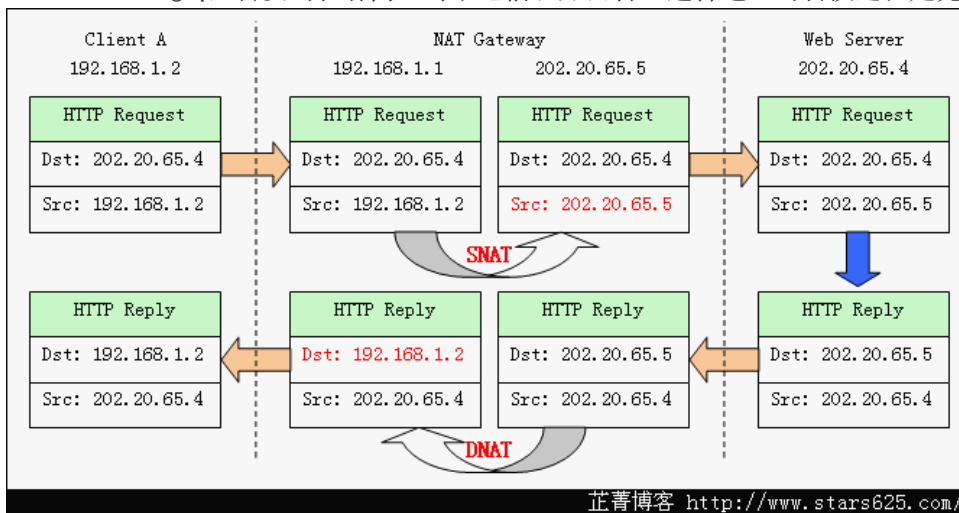 Client A
NAT Gateway
Web Server
192.168.1.2
192.168.1.1
202.20.65.5
202.20.65.4
HTTP Request
HTTP Request
HTTP Request
HTTP Request
Dst: 202.20.65.4
Dst: 202.20.65.4
Dst: 202.20.65.4
Dst: 202.20.65.4
Src: 192.168.1.2
Src: 192.168.1.2
Src: 202.20.65.5
Src: 202.20.65.5
SNAT
HTTP Reply
HTTP Reply
HTTP Reply
HTTP Reply
Dst: 192.168.1.2
Dst: 192.168.1.2
Dst: 202.20.65.5
Dst: 202.20.65.5
Src: 202.20.65.4
Src: 202.20.65.4
Src: 202.20.65.4
Src: 202.20.65.4
DNAT
芷菁博客 http://www.stars625.com/